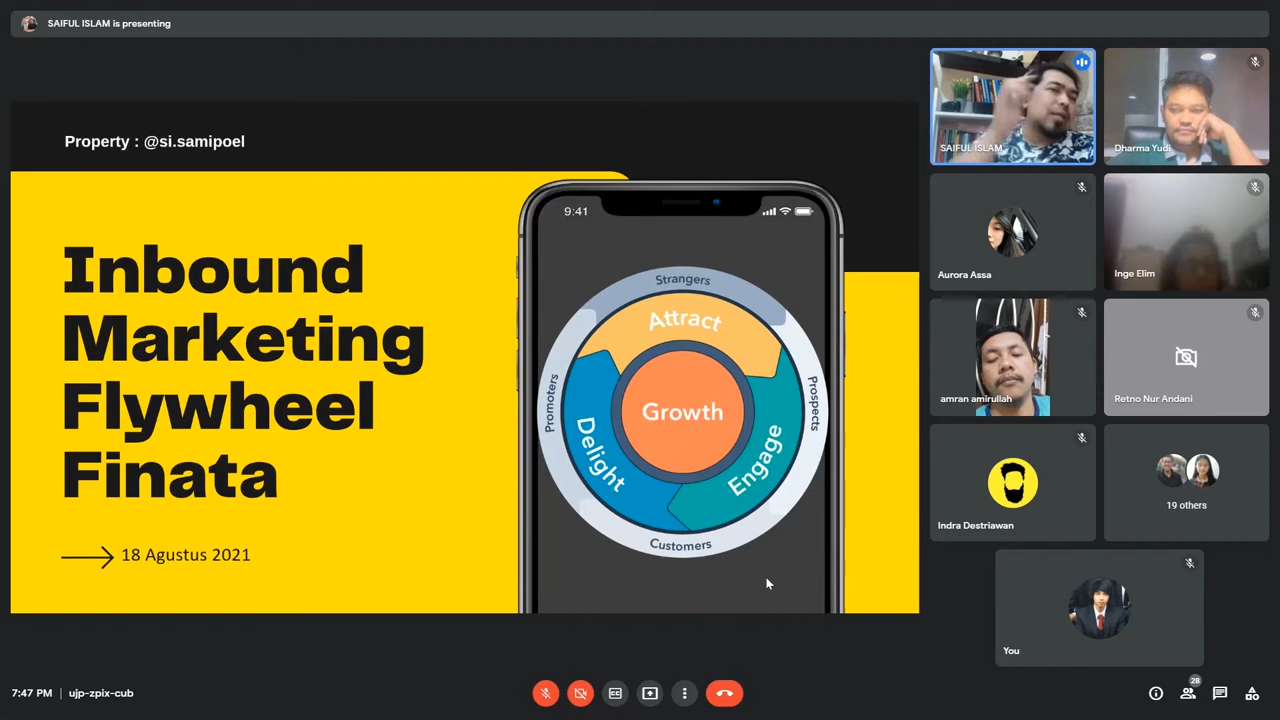 SAIFUL ISLAM is presenting
Property : @si.samipoel
Inbound
Marketing
Flywheel
Finata
18 Agustus 2021
9:41
Strangers
Attract
Promoters
Growth
Prospects
Delight
Engage
Customers
SAIFUL ISLAM
Dharma Yudi
Aurora Assa
Inge Elim
amran amirullah
Retno Nur Andani
Indra Destriawan
19 others
You
7:47 PM | ujp-zpix-cub
CC
28